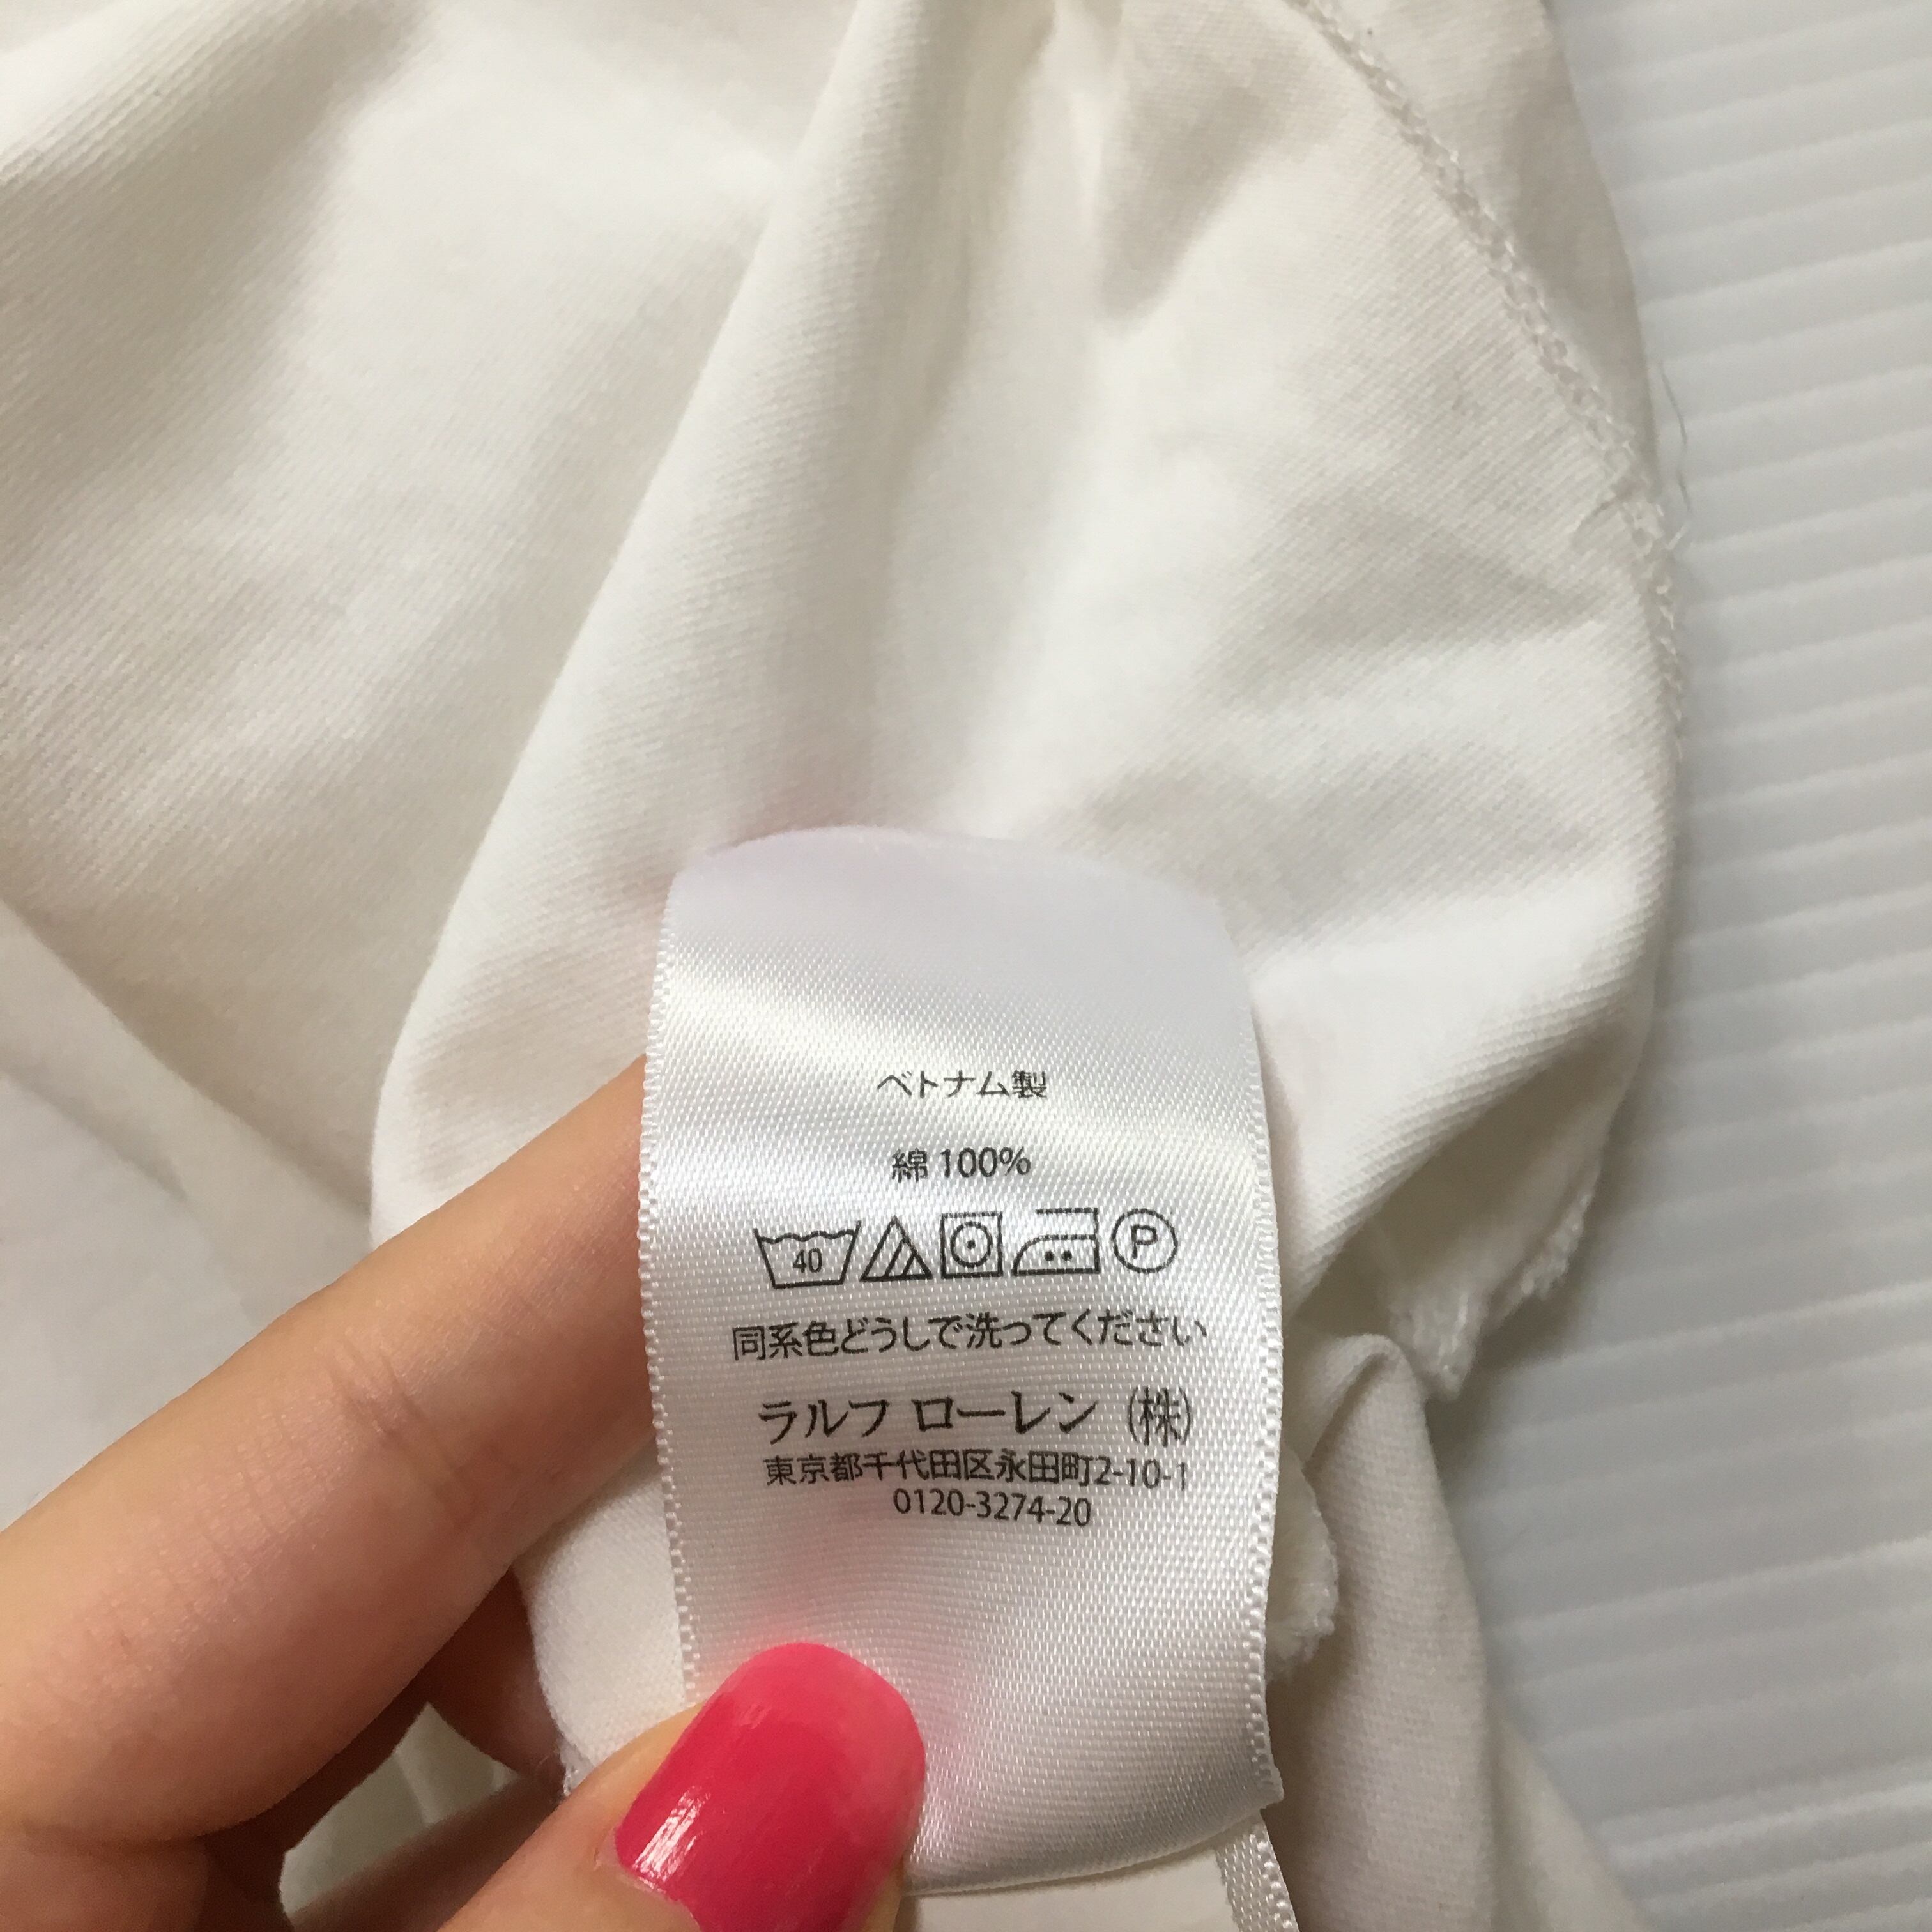 ベトナム製
綿 100%
40 P
同系色どうしで洗ってください
ラルフ ローレン (株)
東京都千代田区永田町2-10-1
0120-3274-20